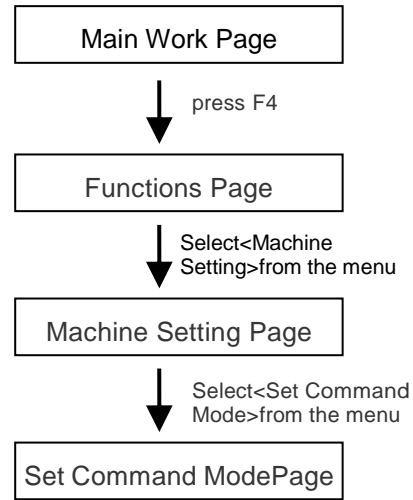 Main Work Page
press F4
Functions Page
Select<Machine
Setting>from the menu
Machine Setting Page
Select<Set Command
Mode>from the menu
Set Command ModePage